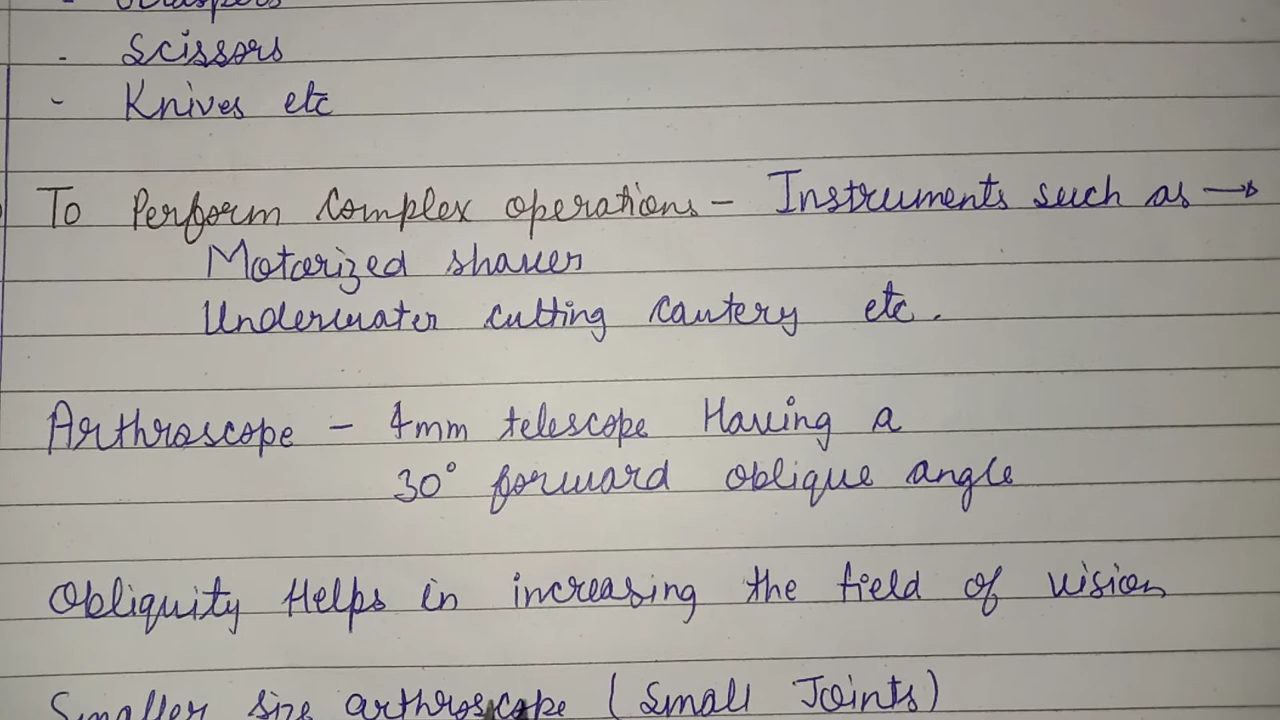 - Graspers
- Scissors
- Knives etc
To Perform Complex operations - Instruments such as →
Motorized shaver
Underwater cutting cautery etc.
Arthroscope - 4mm telescope Having a
30° forward oblique angle
Obliquity Helps in increasing the field of vision
Smaller size arthroscope (Small Joints)